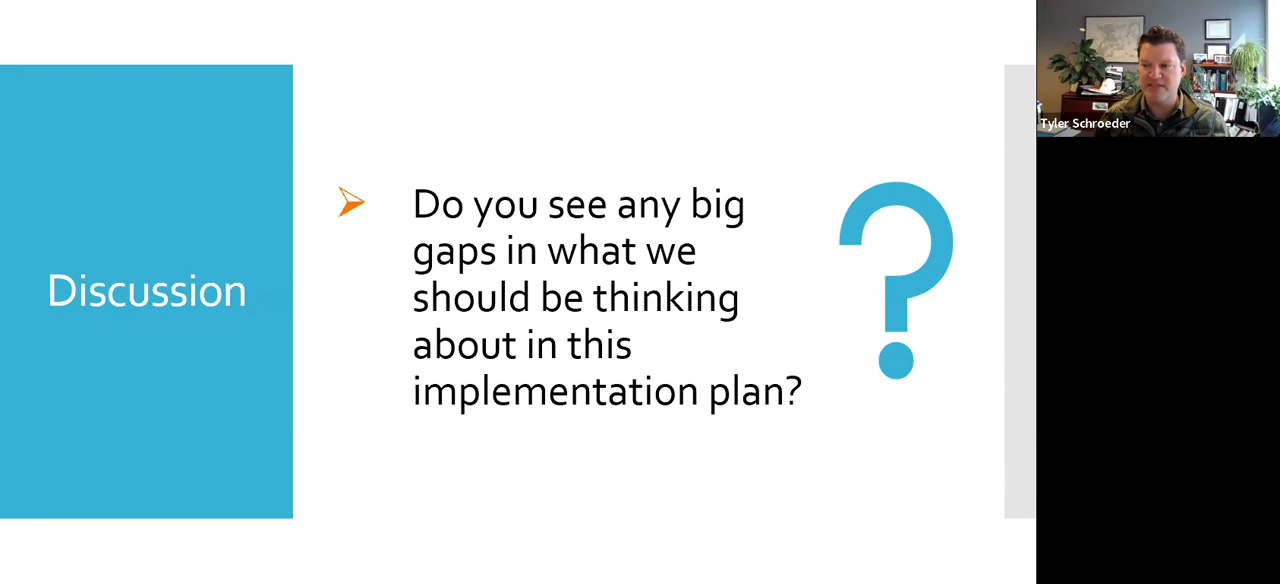 Discussion
Do you see any big
gaps in what we
should be thinking
about in this
implementation plan?
?
Tyler Schroeder